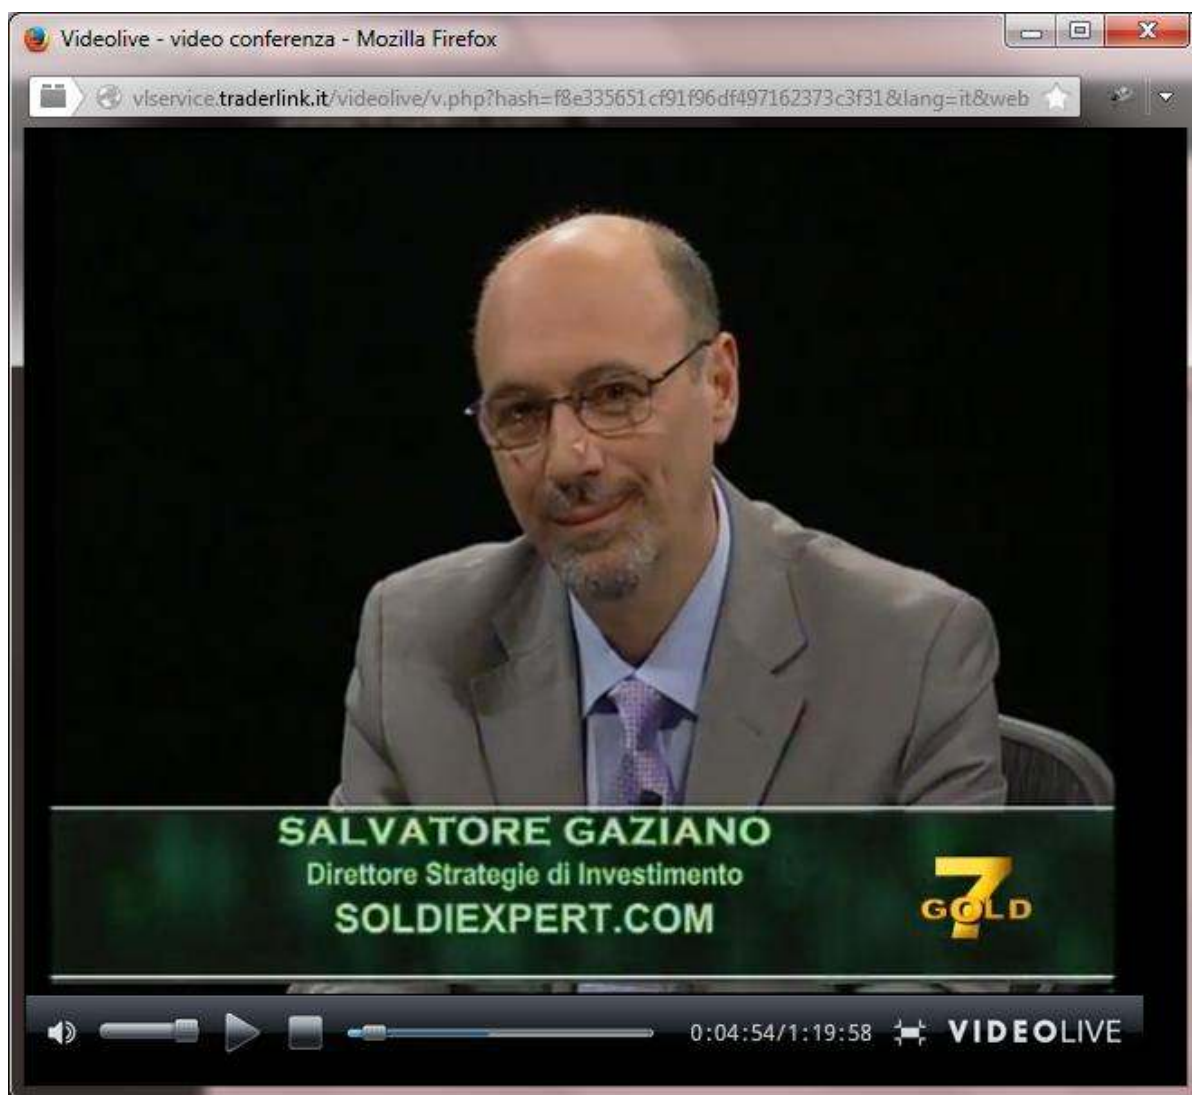 Videolive - video conferenza - Mozilla Firefox
vlservice.traderlink.it/videolive/v.php?hash=f8e335651cf91f96df497162373c3f31&lang=it&web
SALVATORE GAZIANO
Direttore Strategie di Investimento
SOLDIEXPERT.COM
7
GOLD
0:04:54/1:19:58
VIDEOLIVE